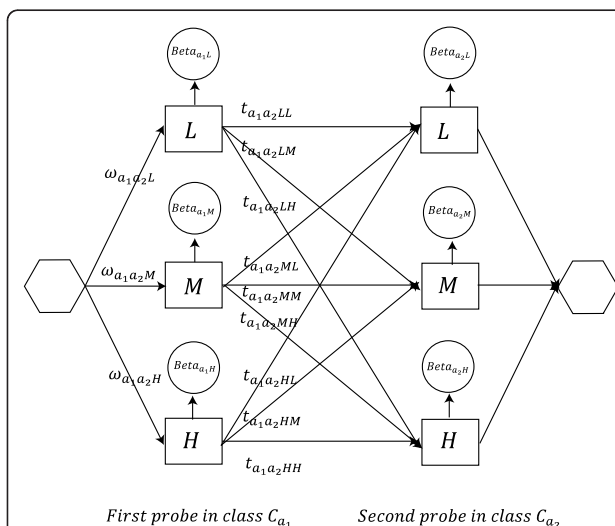 Beta_{a_1L}
Beta_{a_2L}
L
t_{a_1a_2LL}
L
t_{a_1a_2LM}
ω_{a_1a_2L}
t_{a_1a_2LH}
Beta_{a_1M}
Beta_{a_2M}
ω_{a_1a_2M}
M
t_{a_1a_2ML}
t_{a_1a_2MM}
M
t_{a_1a_2MH}
Beta_{a_1H}
Beta_{a_2H}
ω_{a_1a_2H}
t_{a_1a_2HL}
t_{a_1a_2HM}
H
H
t_{a_1a_2HH}
First probe in class C_{a_1}
Second probe in class C_{a_2}